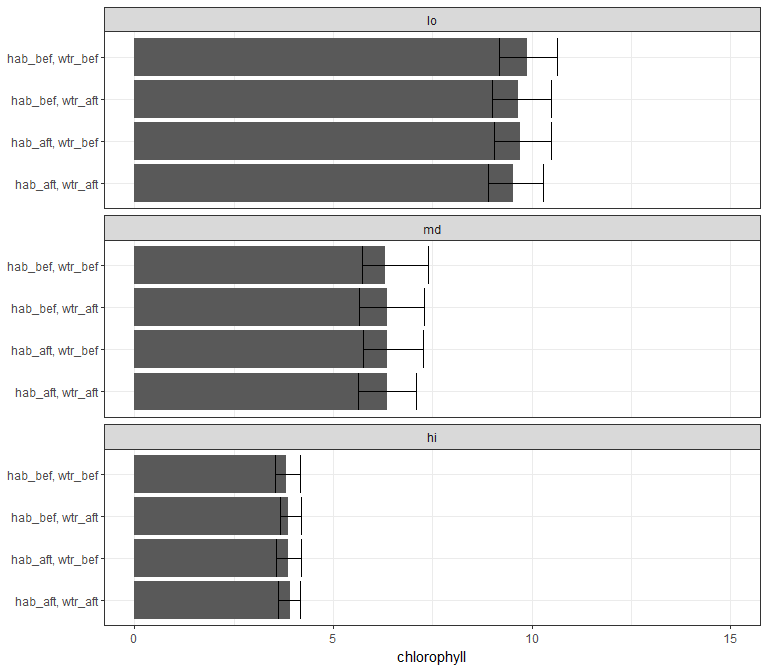 lo
hab_bef, wtr_bef
hab_bef, wtr_aft
hab_aft, wtr_bef
hab_aft, wtr_aft
md
hab_bef, wtr_bef
hab_bef, wtr_aft
hab_aft, wtr_bef
hab_aft, wtr_aft
hi
hab_bef, wtr_bef
hab_bef, wtr_aft
hab_aft, wtr_bef
hab_aft, wtr_aft
0 5 10 15
chlorophyll